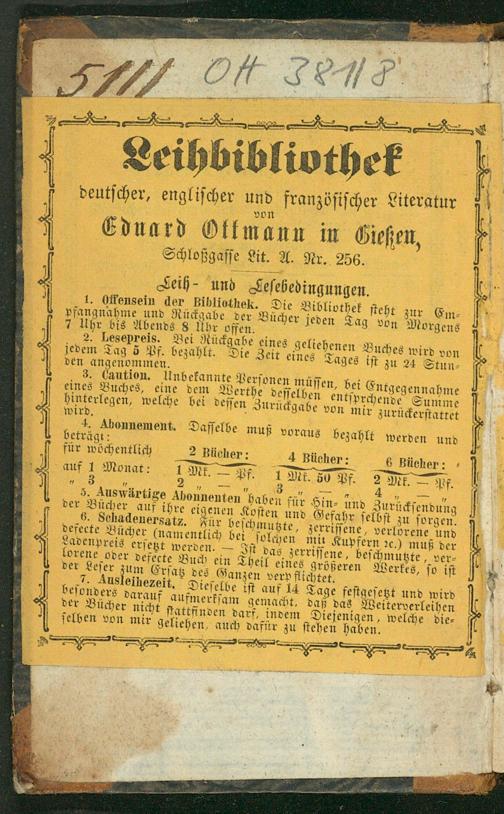 5111 OH 3811/8
Leihbibliothek
deutscher, englischer und französischer Literatur
von
Eduard Ottmann in Gießen,
Schloßgasse Lit. A. Nr. 256.
Leih- und Lesebedingungen.
1. Offensein der Bibliothek. Die Bibliothek steht zur Em-
pfangnahme und Rückgabe der Bücher jeden Tag von Morgens
7 Uhr bis Abends 8 Uhr offen.
2. Lesepreis. Bei Rückgabe eines geliehenen Buches wird von
jedem Tag 5 Pf. bezahlt. Die Zeit eines Tages ist zu 24 Stun-
den angenommen.
3. Caution. Unbekannte Personen müssen, bei Entgegennahme
eines Buches, eine dem Werthe desselben entsprchende Summe
hinterlegen, welche bei dessen Zurückgabe von mir zurückerstattet
wird.
4. Abonnement. Dasselbe muß voraus bezahlt werden und
beträgt:
für wöchentlich 2 Bücher: 4 Bücher: 6 Bücher:
auf 1 Monat: 1 Mk. — Pf. 1 Mk. 50 Pf. 2 Mk. — Pf.
" 3 " 2 " — " 3 " — " 4 " — "
5. Auswärtige Abonnenten haben für Hin- und Zurücksendung
der Bücher auf ihre eigenen Kosten und Gefahr selbst zu sorgen.
6. Schadenersatz. Für beschmutzte, zerrissene, verlorene und
defecte Bücher (namentlich bei solchen mit Kupfern ꝛc.) muß der
Ladenpreis ersetzt werden. — Ist das zerrissene, beschmutzte, ver-
lorene oder defecte Buch ein Theil eines größeren Werkes, so ist
der Leser zum Ersatz des Ganzen verpflichtet.
7. Ausleihezeit. Dieselbe ist auf 14 Tage festgesetzt und wird
besonders darauf aufmerksam gemacht, daß das Weiterverleihen
der Bücher nicht stattfinden darf, indem Diejenigen, welche die-
selben von mir geliehen, auch dafür zu stehen haben.